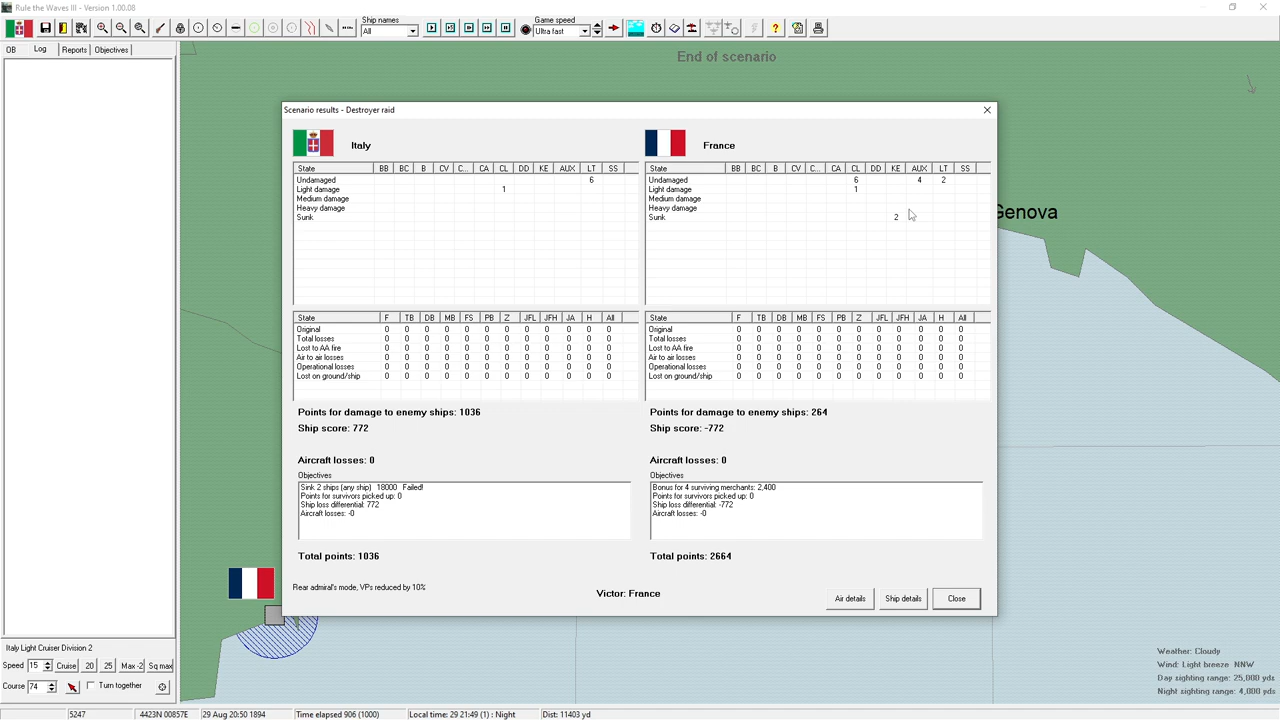 Rule the Waves III - Version 1.00.08
Ship names
All
Game speed
Ultra fast
OB Log Reports Objectives
End of scenario
Scenario results - Destroyer raid
Italy
State BB BC B CV C... CA CL DD KE AUX LT SS
Undamaged 6
Light damage 1
Medium damage
Heavy damage
Sunk
State F TB DB MB FS PB Z JFL JFH JA H All
Original 0 0 0 0 0 0 0 0 0 0 0 0
Total losses 0 0 0 0 0 0 0 0 0 0 0 0
Lost to AA fire 0 0 0 0 0 0 0 0 0 0 0 0
Air to air losses 0 0 0 0 0 0 0 0 0 0 0 0
Operational losses 0 0 0 0 0 0 0 0 0 0 0 0
Lost on ground/ship 0 0 0 0 0 0 0 0 0 0 0 0
Points for damage to enemy ships: 1036
Ship score: 772
Aircraft losses: 0
Objectives
Sink 2 ships (any ship) 18000 Failed!
Points for survivors picked up: 0
Ship loss differential: 772
Aircraft losses: -0
Total points: 1036
Rear admiral's mode, VPs reduced by 10%
France
State BB BC B CV C... CA CL DD KE AUX LT SS
Undamaged 6 4 2
Light damage 1
Medium damage
Heavy damage
Sunk 2
State F TB DB MB FS PB Z JFL JFH JA H All
Original 0 0 0 0 0 0 0 0 0 0 0 0
Total losses 0 0 0 0 0 0 0 0 0 0 0 0
Lost to AA fire 0 0 0 0 0 0 0 0 0 0 0 0
Air to air losses 0 0 0 0 0 0 0 0 0 0 0 0
Operational losses 0 0 0 0 0 0 0 0 0 0 0 0
Lost on ground/ship 0 0 0 0 0 0 0 0 0 0 0 0
Points for damage to enemy ships: 264
Ship score: -772
Aircraft losses: 0
Objectives
Bonus for 4 surviving merchants: 2,400
Points for survivors picked up: 0
Ship loss differential: -772
Aircraft losses: -0
Total points: 2664
Victor: France
Air details Ship details Close
Genova
Italy Light Cruiser Division 2
Speed 15 Cruise 20 25 Max -2 Sq max
Course 74 Turn together
Weather: Cloudy
Wind: Light breeze NNW
Day sighting range: 25,000 yds
Night sighting range: 4,000 yds
5247 4423N 00857E 29 Aug 20:50 1894 Time elapsed 906 (1000) Local time: 29 21:49 (1) : Night Dist: 11403 yd